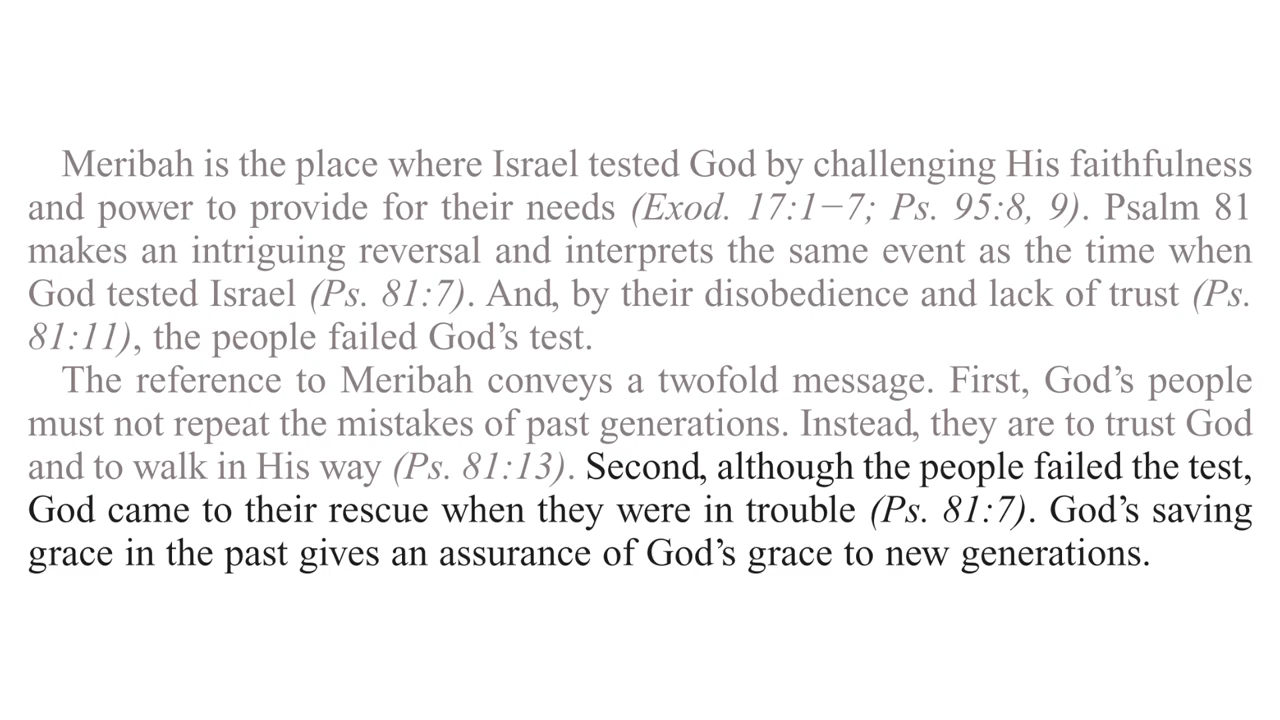 Meribah is the place where Israel tested God by challenging His faithfulness
and power to provide for their needs (Exod. 17:1−7; Ps. 95:8, 9). Psalm 81
makes an intriguing reversal and interprets the same event as the time when
God tested Israel (Ps. 81:7). And, by their disobedience and lack of trust (Ps.
81:11), the people failed God’s test.
The reference to Meribah conveys a twofold message. First, God’s people
must not repeat the mistakes of past generations. Instead, they are to trust God
and to walk in His way (Ps. 81:13). Second, although the people failed the test,
God came to their rescue when they were in trouble (Ps. 81:7). God’s saving
grace in the past gives an assurance of God’s grace to new generations.